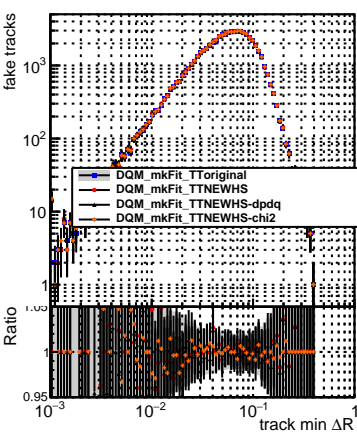 fake tracks
10³
10²
10
1
DQM_mkFit_TToriginal
DQM_mkFit_TTNEWHS
DQM_mkFit_TTNEWHS-dpdq
DQM_mkFit_TTNEWHS-chi2
Ratio
1.05
1
0.95
10⁻³ 10⁻² 10⁻¹ 1
track min ΔR